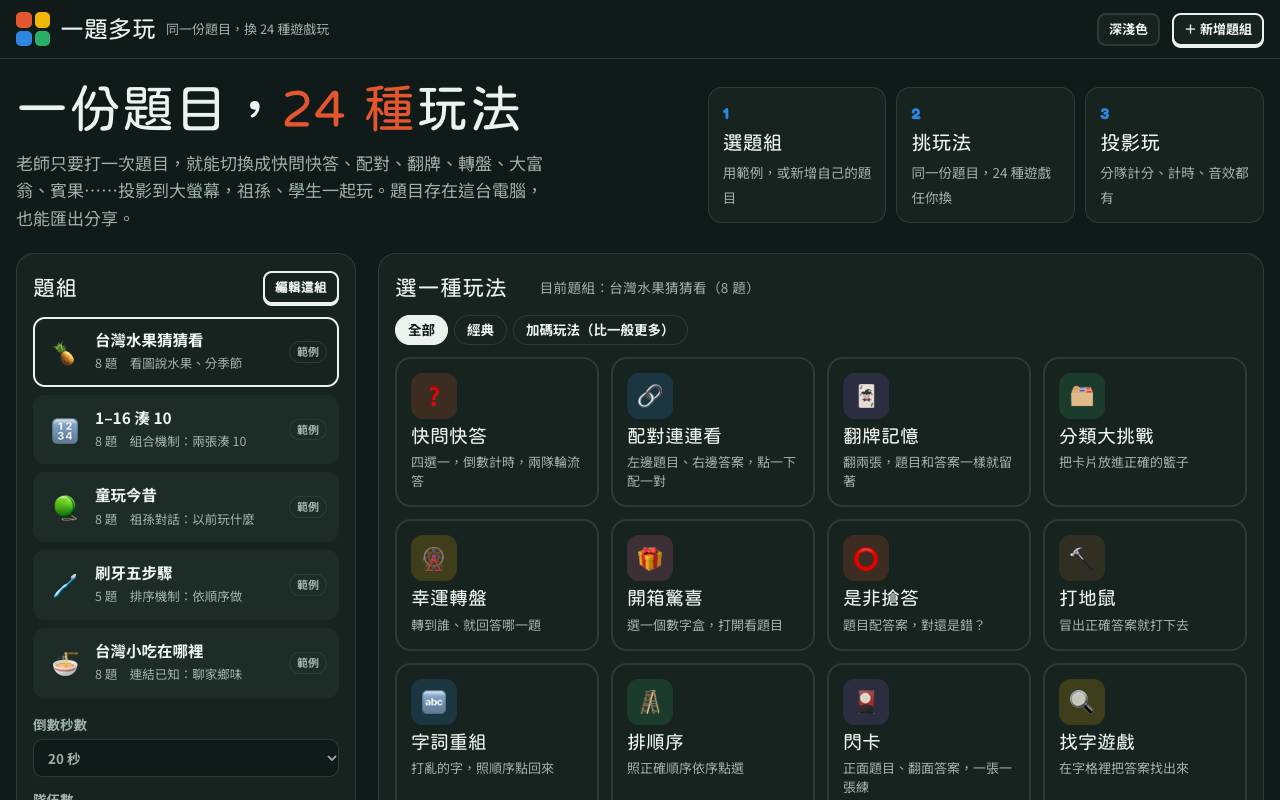 一題多玩
同一份題目，換 24 種遊戲玩
深淺色
＋ 新增題組
一份題目，24 種玩法
老師只要打一次題目，就能切換成快問快答、配對、翻牌、轉盤、大富
翁、賓果……投影到大螢幕，祖孫、學生一起玩。題目存在這台電腦，
也能匯出分享。
1
選題組
用範例，或新增自己的題
目
2
挑玩法
同一份題目，24 種遊戲
任你換
3
投影玩
分隊計分、計時、音效都
有
題組
編輯這組
台灣水果猜猜看
8 題　看圖說水果、分季節
範例
1–16 湊 10
8 題　組合機制：兩張湊 10
範例
童玩今昔
8 題　祖孫對話：以前玩什麼
範例
刷牙五步驟
5 題　排序機制：依順序做
範例
台灣小吃在哪裡
8 題　連結已知：聊家鄉味
範例
倒數秒數
20 秒
隊伍數
選一種玩法
目前題組：台灣水果猜猜看（8 題）
全部
經典
加碼玩法（比一般更多）
快問快答
四選一，倒數計時，兩隊輪流
答
配對連連看
左邊題目、右邊答案，點一下
配一對
翻牌記憶
翻兩張，題目和答案一樣就留
著
分類大挑戰
把卡片放進正確的籃子
幸運轉盤
轉到誰、就回答哪一題
開箱驚喜
選一個數字盒，打開看題目
是非搶答
題目配答案，對還是錯？
打地鼠
冒出正確答案就打下去
字詞重組
打亂的字，照順序點回來
排順序
照正確順序依序點選
閃卡
正面題目、翻面答案，一張一
張練
找字遊戲
在字格裡把答案找出來